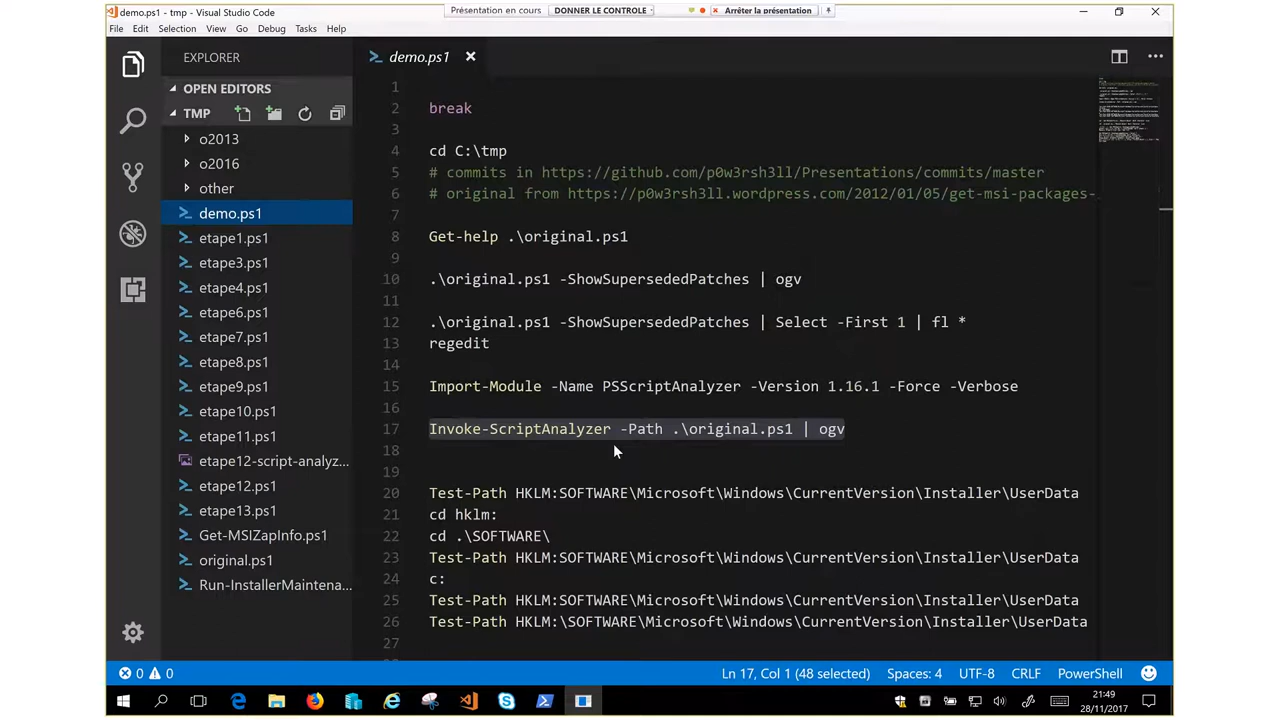 demo.ps1 - tmp - Visual Studio Code
Présentation en cours
DONNER LE CONTROLE
Arrêter la présentation
File Edit Selection View Go Debug Tasks Help
EXPLORER
OPEN EDITORS
TMP
o2013
o2016
other
demo.ps1
etape1.ps1
etape3.ps1
etape4.ps1
etape6.ps1
etape7.ps1
etape8.ps1
etape9.ps1
etape10.ps1
etape11.ps1
etape12-script-analyz...
etape12.ps1
etape13.ps1
Get-MSIZapInfo.ps1
original.ps1
Run-InstallerMaintena...
demo.ps1
1
2 break
3
4 cd C:\tmp
5 # commits in https://github.com/p0w3rsh3ll/Presentations/commits/master
6 # original from https://p0w3rsh3ll.wordpress.com/2012/01/05/get-msi-packages-
7
8 Get-help .\original.ps1
9
10 .\original.ps1 -ShowSupersededPatches | ogv
11
12 .\original.ps1 -ShowSupersededPatches | Select -First 1 | fl *
13 regedit
14
15 Import-Module -Name PSScriptAnalyzer -Version 1.16.1 -Force -Verbose
16
17 Invoke-ScriptAnalyzer -Path .\original.ps1 | ogv
18
19
20 Test-Path HKLM:SOFTWARE\Microsoft\Windows\CurrentVersion\Installer\UserData
21 cd hklm:
22 cd .\SOFTWARE\
23 Test-Path HKLM:SOFTWARE\Microsoft\Windows\CurrentVersion\Installer\UserData
24 c:
25 Test-Path HKLM:SOFTWARE\Microsoft\Windows\CurrentVersion\Installer\UserData
26 Test-Path HKLM:\SOFTWARE\Microsoft\Windows\CurrentVersion\Installer\UserData
27
0 0
Ln 17, Col 1 (48 selected) Spaces: 4 UTF-8 CRLF PowerShell
21:49
28/11/2017